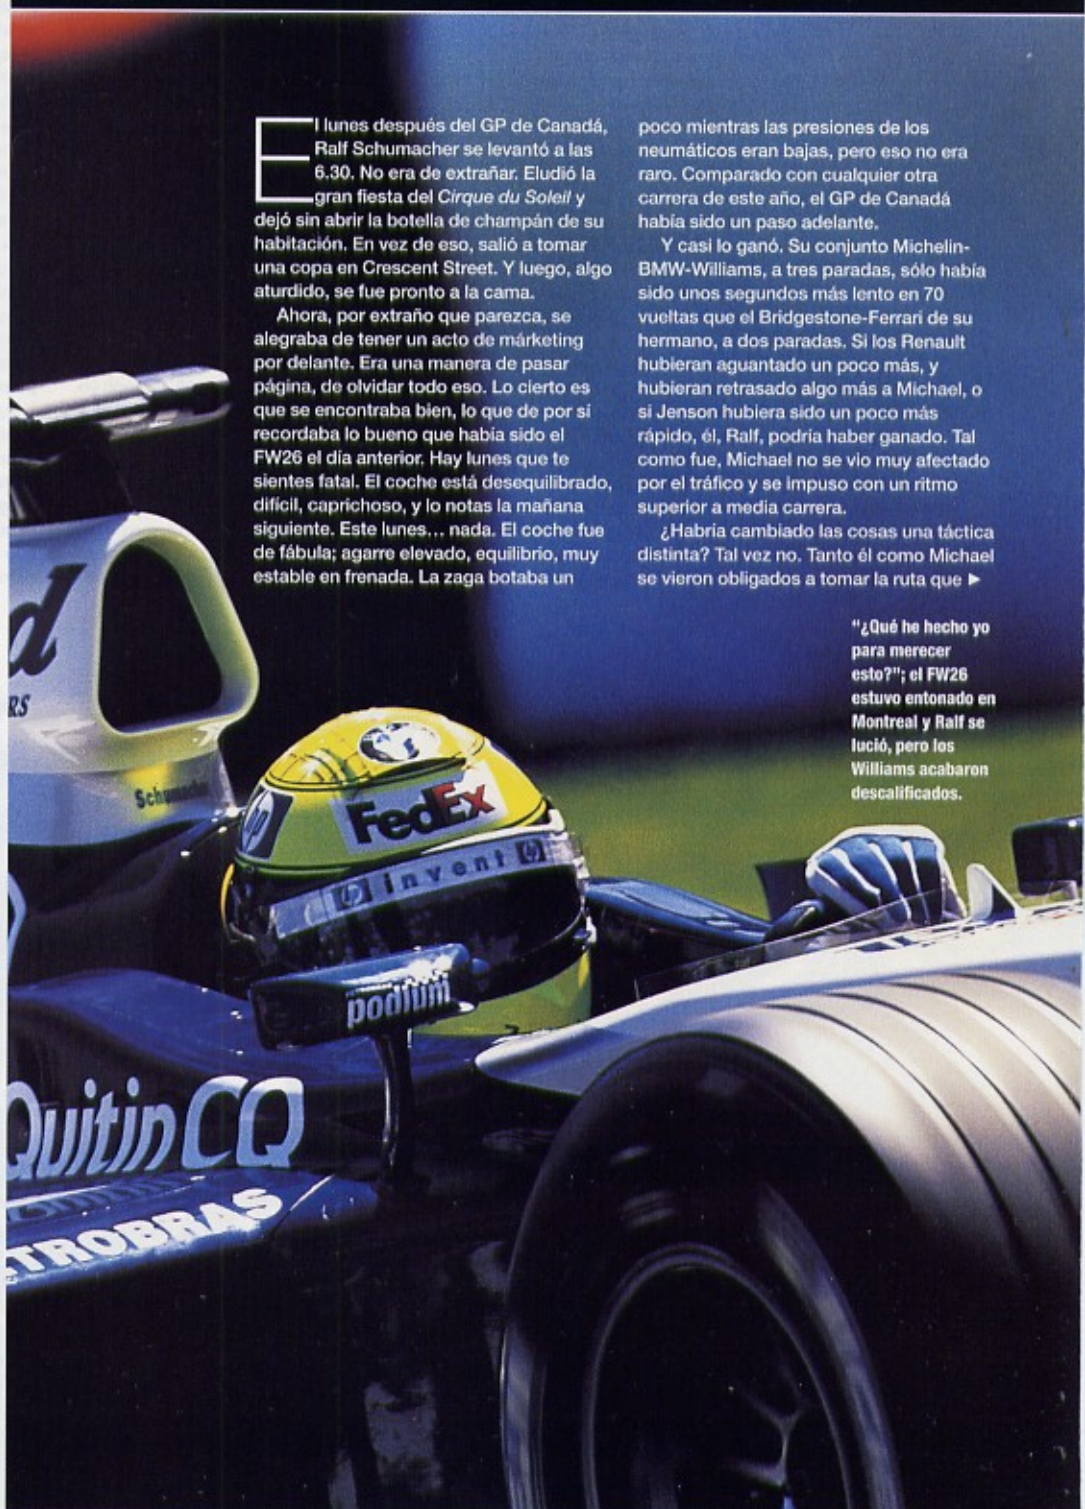 El lunes después del GP de Canadá,
Ralf Schumacher se levantó a las
6.30. No era de extrañar. Eludió la
gran fiesta del Cirque du Soleil y
dejó sin abrir la botella de champán de su
habitación. En vez de eso, salió a tomar
una copa en Crescent Street. Y luego, algo
aturdido, se fue pronto a la cama.
Ahora, por extraño que parezca, se
alegraba de tener un acto de márketing
por delante. Era una manera de pasar
página, de olvidar todo eso. Lo cierto es
que se encontraba bien, lo que de por sí
recordaba lo bueno que había sido el
FW26 el día anterior. Hay lunes que te
sientes fatal. El coche está desequilibrado,
difícil, caprichoso, y lo notas la mañana
siguiente. Este lunes... nada. El coche fue
de fábula; agarre elevado, equilibrio, muy
estable en frenada. La zaga botaba un
poco mientras las presiones de los
neumáticos eran bajas, pero eso no era
raro. Comparado con cualquier otra
carrera de este año, el GP de Canadá
había sido un paso adelante.
Y casi lo ganó. Su conjunto Michelin-
BMW-Williams, a tres paradas, sólo había
sido unos segundos más lento en 70
vueltas que el Bridgestone-Ferrari de su
hermano, a dos paradas. Si los Renault
hubieran aguantado un poco más, y
hubieran retrasado algo más a Michael, o
si Jenson hubiera sido un poco más
rápido, él, Ralf, podría haber ganado. Tal
como fue, Michael no se vio muy afectado
por el tráfico y se impuso con un ritmo
superior a media carrera.
¿Habría cambiado las cosas una táctica
distinta? Tal vez no. Tanto él como Michael
se vieron obligados a tomar la ruta que ►
"¿Qué he hecho yo
para merecer
esto?"; el FW26
estuvo entonado en
Montreal y Ralf se
lució, pero los
Williams acabaron
descalificados.
d
RS
Schumacher
hp
FedEx
hp invent hp
podium
QuitinCQ
TROBRAS